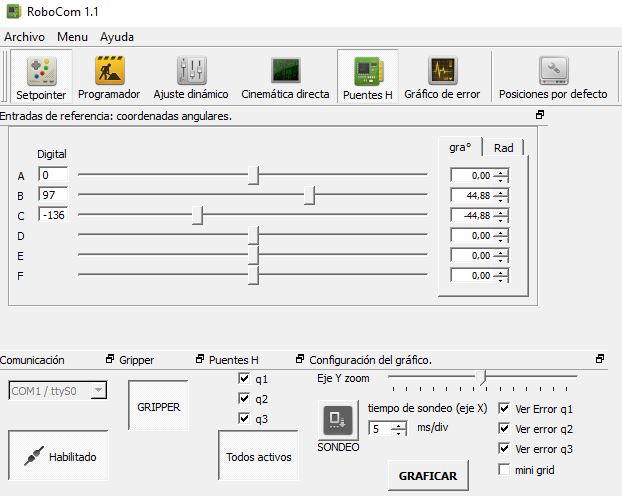 RoboCom 1.1
Archivo Menu Ayuda
Setpointer Programador Ajuste dinámico Cinemática directa Puentes H Gráfico de error Posiciones por defecto
Entradas de referencia: coordenadas angulares.
gra° Rad
Digital
A 0 0,00
B 97 44,88
C -136 -44,88
D 0,00
E 0,00
F 0,00
Comunicación Gripper Puentes H Configuración del gráfico.
COM1 / ttyS0
Habilitado
GRIPPER
q1
q2
q3
Todos activos
Eje Y zoom
SONDEO
tiempo de sondeo (eje X)
5 ms/div
GRAFICAR
Ver Error q1
Ver error q2
Ver error q3
mini grid